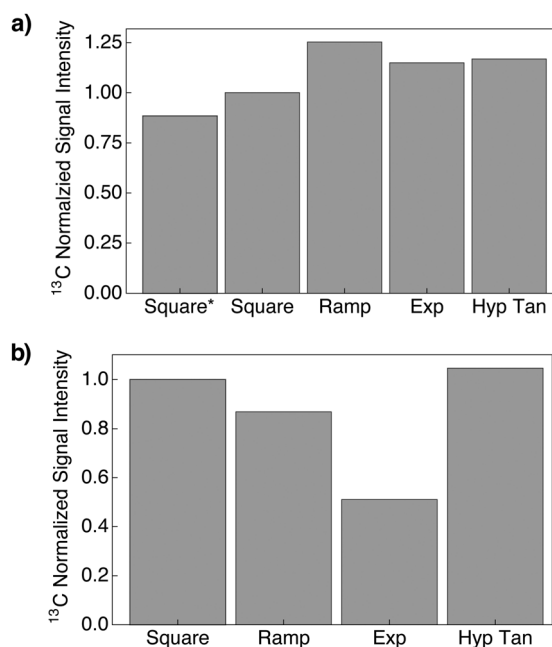 a)
¹³C Normalzied Signal Intensity
1.25
1.00
0.75
0.50
0.25
0.00
Square* Square Ramp Exp Hyp Tan
b)
¹³C Normalized Signal Intensity
1.0
0.8
0.6
0.4
0.2
0.0
Square Ramp Exp Hyp Tan